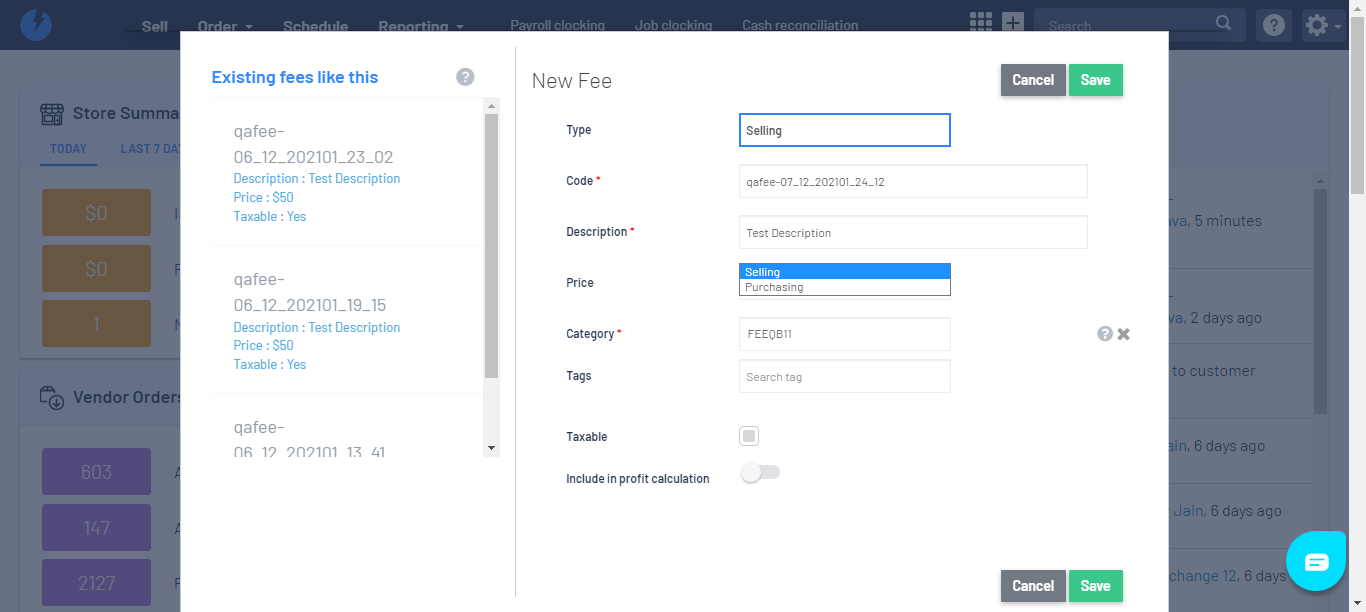 Sell Order Schedule Reporting Payroll clocking Job clocking Cash reconciliation Search
Existing fees like this
qafee-
06_12_202101_23_02
Description : Test Description
Price : $50
Taxable : Yes
qafee-
06_12_202101_19_15
Description : Test Description
Price : $50
Taxable : Yes
qafee-
06_12_202101_13_41
New Fee
Cancel Save
Type Selling
Code * qafee-07_12_202101_24_12
Description * Test Description
Price
Selling
Purchasing
Category * FEEQB11
Tags Search tag
Taxable
Include in profit calculation
Cancel Save
Store Summa
TODAY LAST 7 DA
$0
$0
1
Vendor Orders
603
147
2127
ava, 5 minutes
va, 2 days ago
to customer
ain, 6 days ago
Jain, 6 days ago
change 12, 6 days